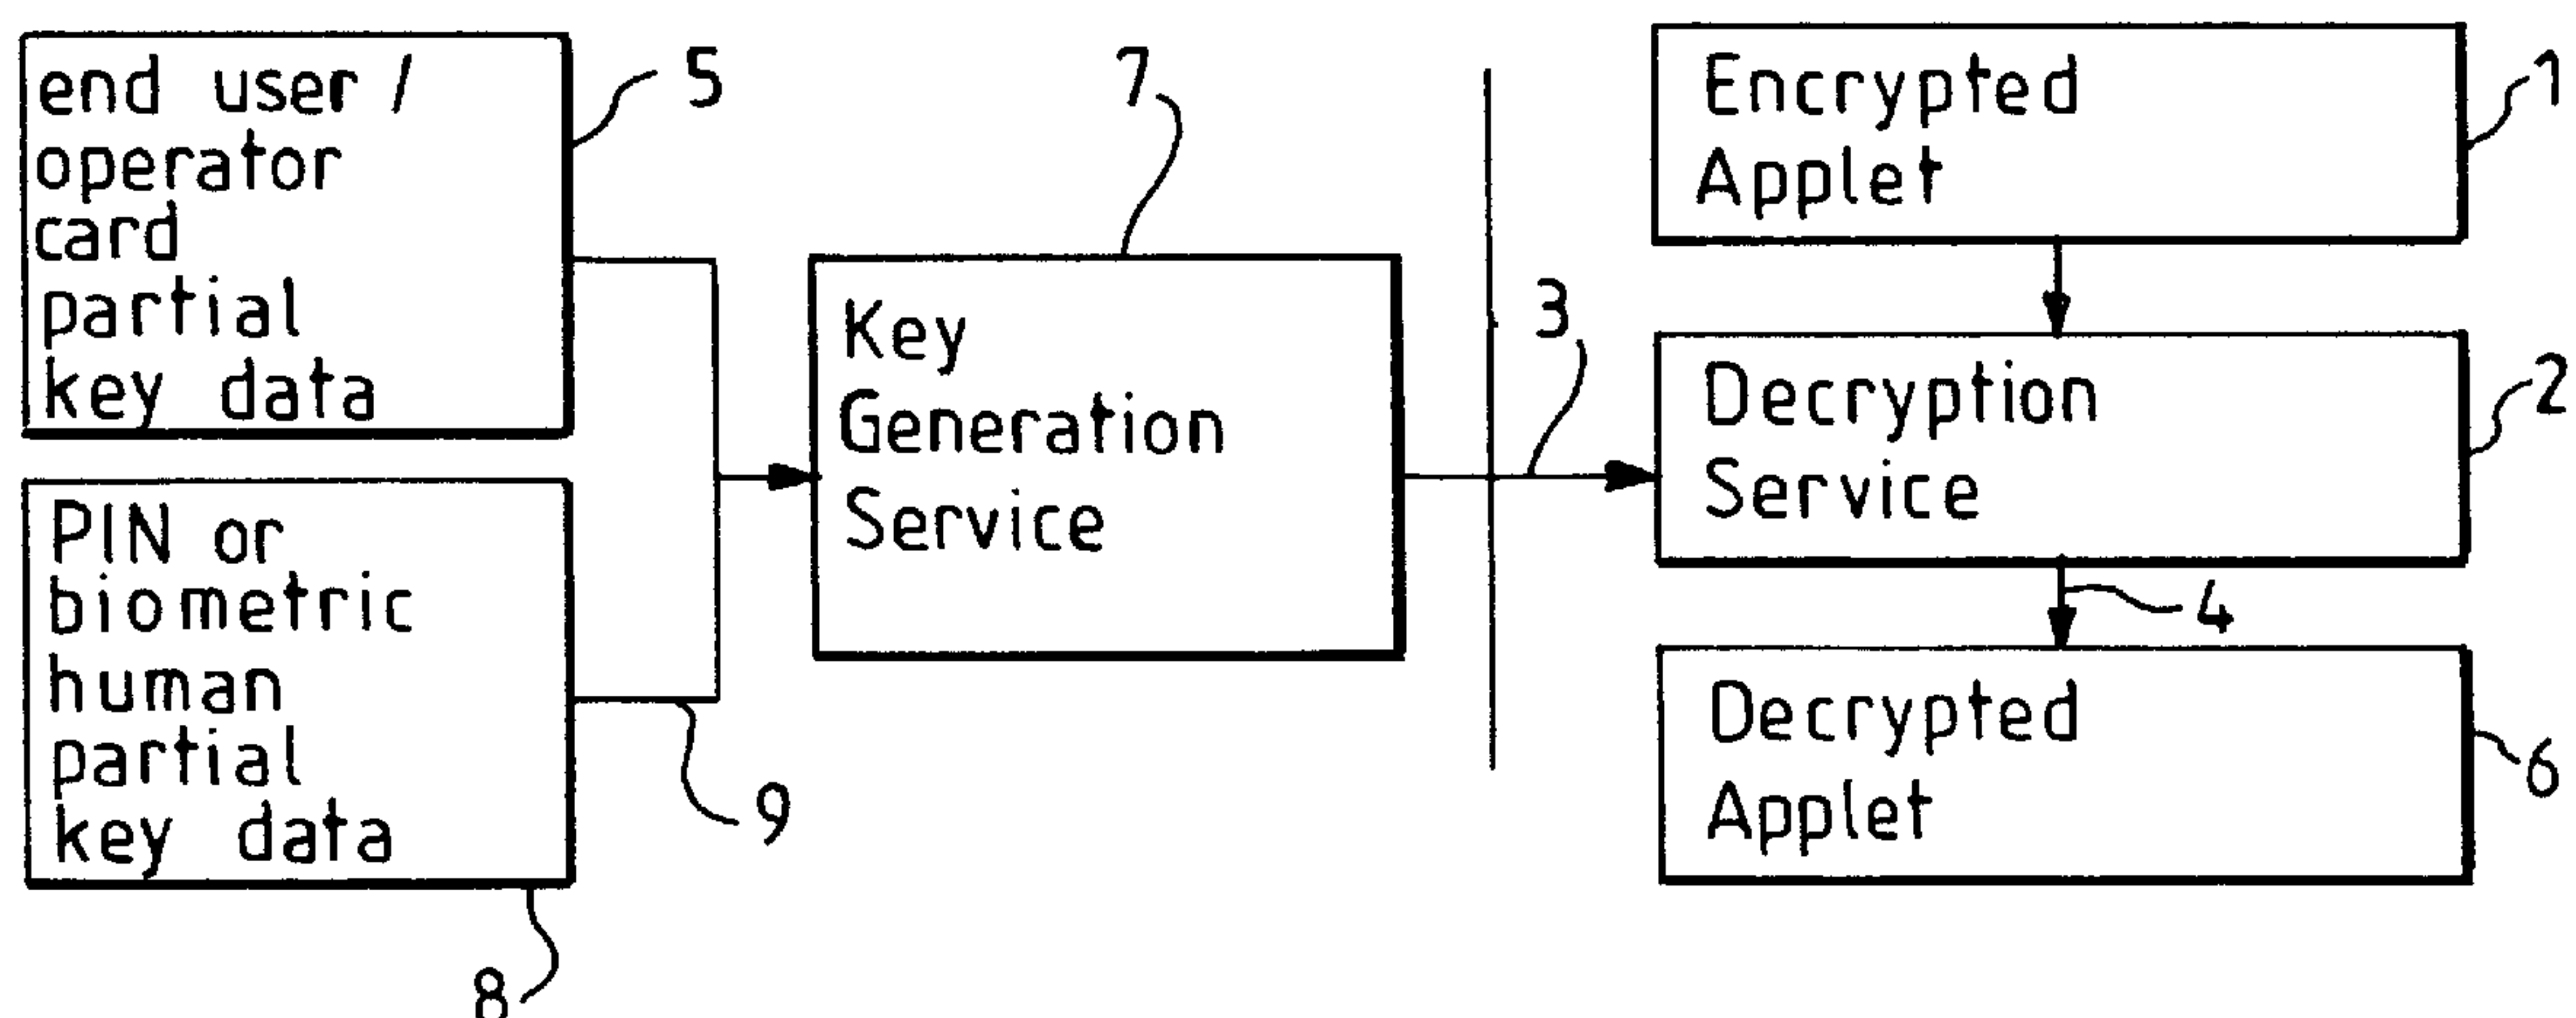 end user /
operator
card
partial
key data
5
PIN or
biometric
human
partial
key data
8
9
7
Key
Generation
Service
3
Encrypted
Applet
1
Decryption
Service
2
4
Decrypted
Applet
6